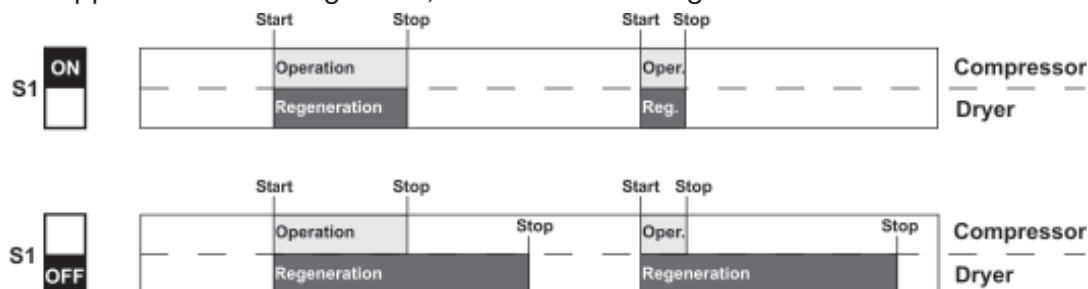 Start Stop Start Stop
S1 ON Operation Oper. Compressor
Regeneration Reg. Dryer
Start Stop Start Stop
Stop Stop
S1 Operation Oper. Compressor
OFF Regeneration Regeneration Dryer